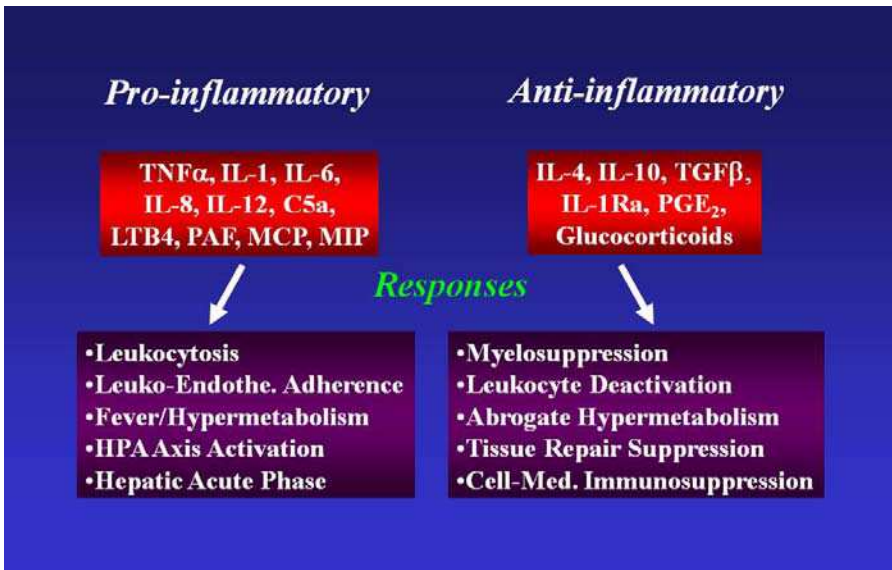 Pro-inflammatory
TNFα, IL-1, IL-6,
IL-8, IL-12, C5a,
LTB4, PAF, MCP, MIP
Anti-inflammatory
IL-4, IL-10, TGFβ,
IL-1Ra, PGE₂,
Glucocorticoids
Responses
•Leukocytosis
•Leuko-Endothe. Adherence
•Fever/Hypermetabolism
•HPA Axis Activation
•Hepatic Acute Phase
•Myelosuppression
•Leukocyte Deactivation
•Abrogate Hypermetabolism
•Tissue Repair Suppression
•Cell-Med. Immunosuppression